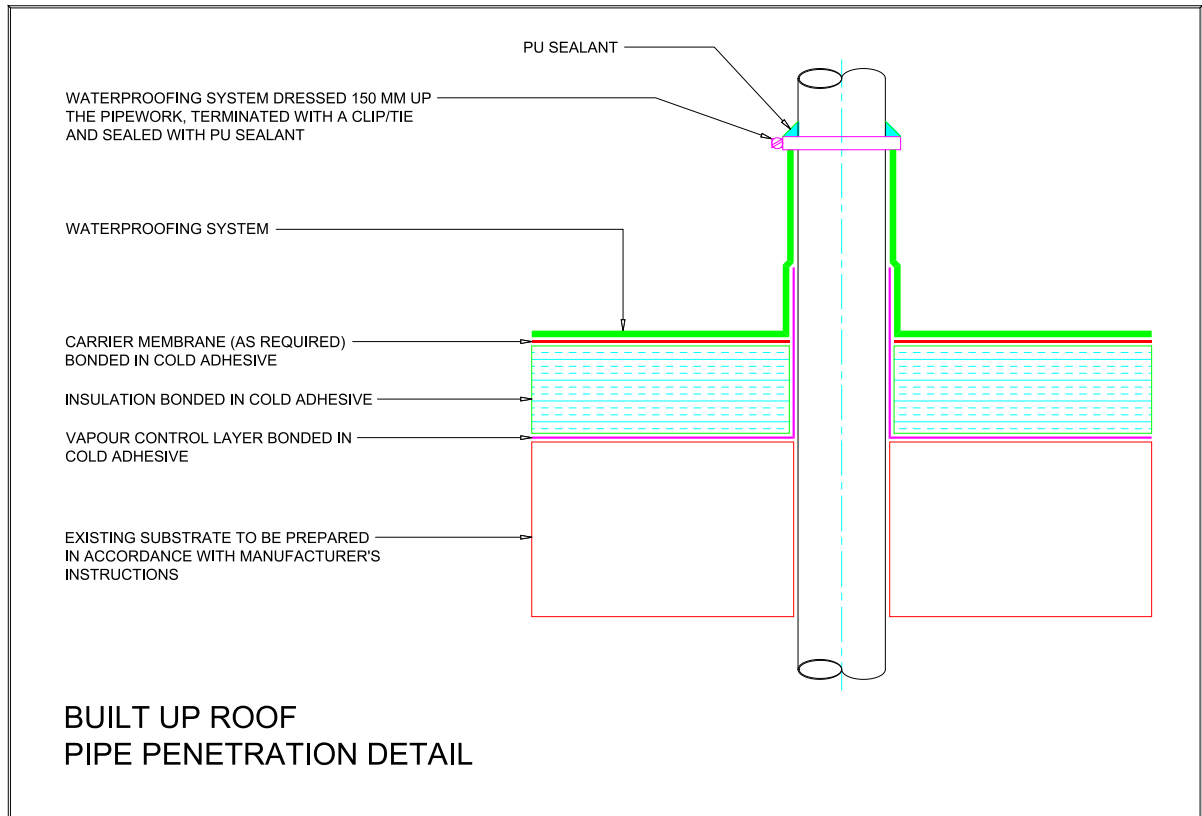 PU SEALANT
WATERPROOFING SYSTEM DRESSED 150 MM UP
THE PIPEWORK, TERMINATED WITH A CLIP/TIE
AND SEALED WITH PU SEALANT
WATERPROOFING SYSTEM
CARRIER MEMBRANE (AS REQUIRED)
BONDED IN COLD ADHESIVE
INSULATION BONDED IN COLD ADHESIVE
VAPOUR CONTROL LAYER BONDED IN
COLD ADHESIVE
EXISTING SUBSTRATE TO BE PREPARED
IN ACCORDANCE WITH MANUFACTURER'S
INSTRUCTIONS
BUILT UP ROOF
PIPE PENETRATION DETAIL